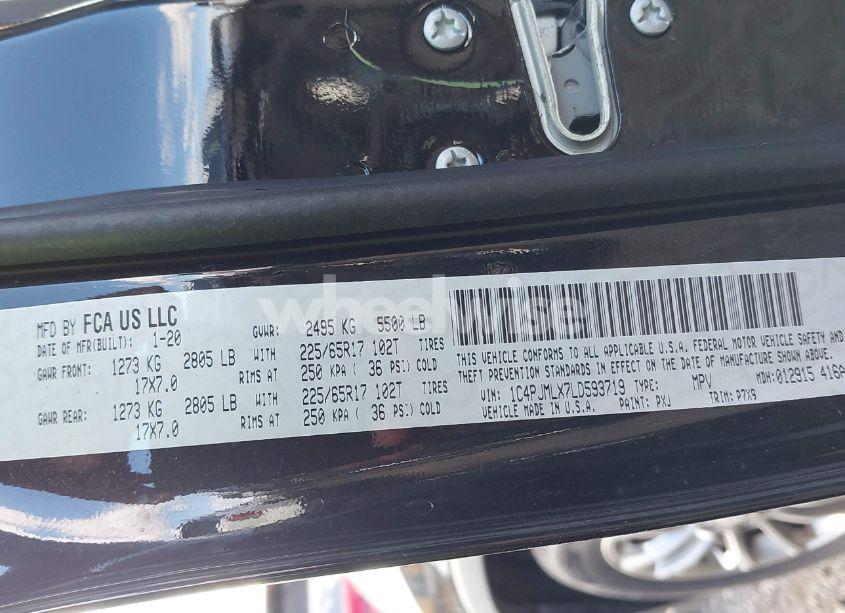 MFD BY FCA US LLC
DATE OF MFR(BUILT): 1-20
GVWR: 2495 KG 5500 LB
GAWR FRONT: 1273 KG 2805 LB WITH 225/65R17 102T TIRES
17X7.0 RIMS AT 250 KPA ( 36 PSI) COLD
GAWR REAR: 1273 KG 2805 LB WITH 225/65R17 102T TIRES
17X7.0 RIMS AT 250 KPA ( 36 PSI) COLD
THIS VEHICLE CONFORMS TO ALL APPLICABLE U.S.A. FEDERAL MOTOR VEHICLE SAFETY AND
THEFT PREVENTION STANDARDS IN EFFECT ON THE DATE OF MANUFACTURE SHOWN ABOVE
VIN: 1C4PJMLX7LD593719 TYPE: MPV MDH:012915 416A
VEHICLE MADE IN U.S.A. PAINT: PXJ TRIM: P7X9
wheelwise